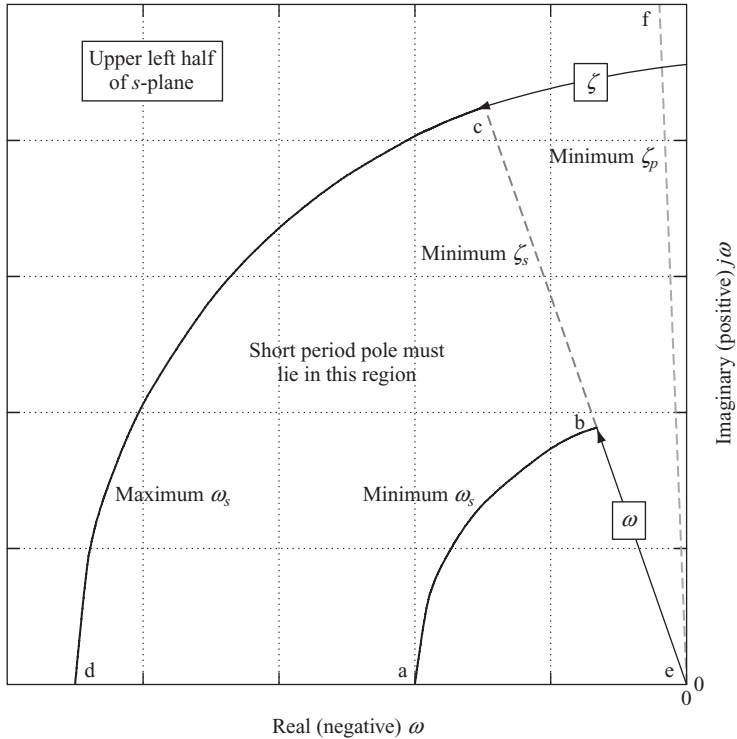 f
Upper left half
of s-plane
ζ
c
Minimum ζp
Minimum ζs
Short period pole must
lie in this region
Imaginary (positive) jω
b
Maximum ωs
Minimum ωs
ω
d
a
e
0
0
Real (negative) ω